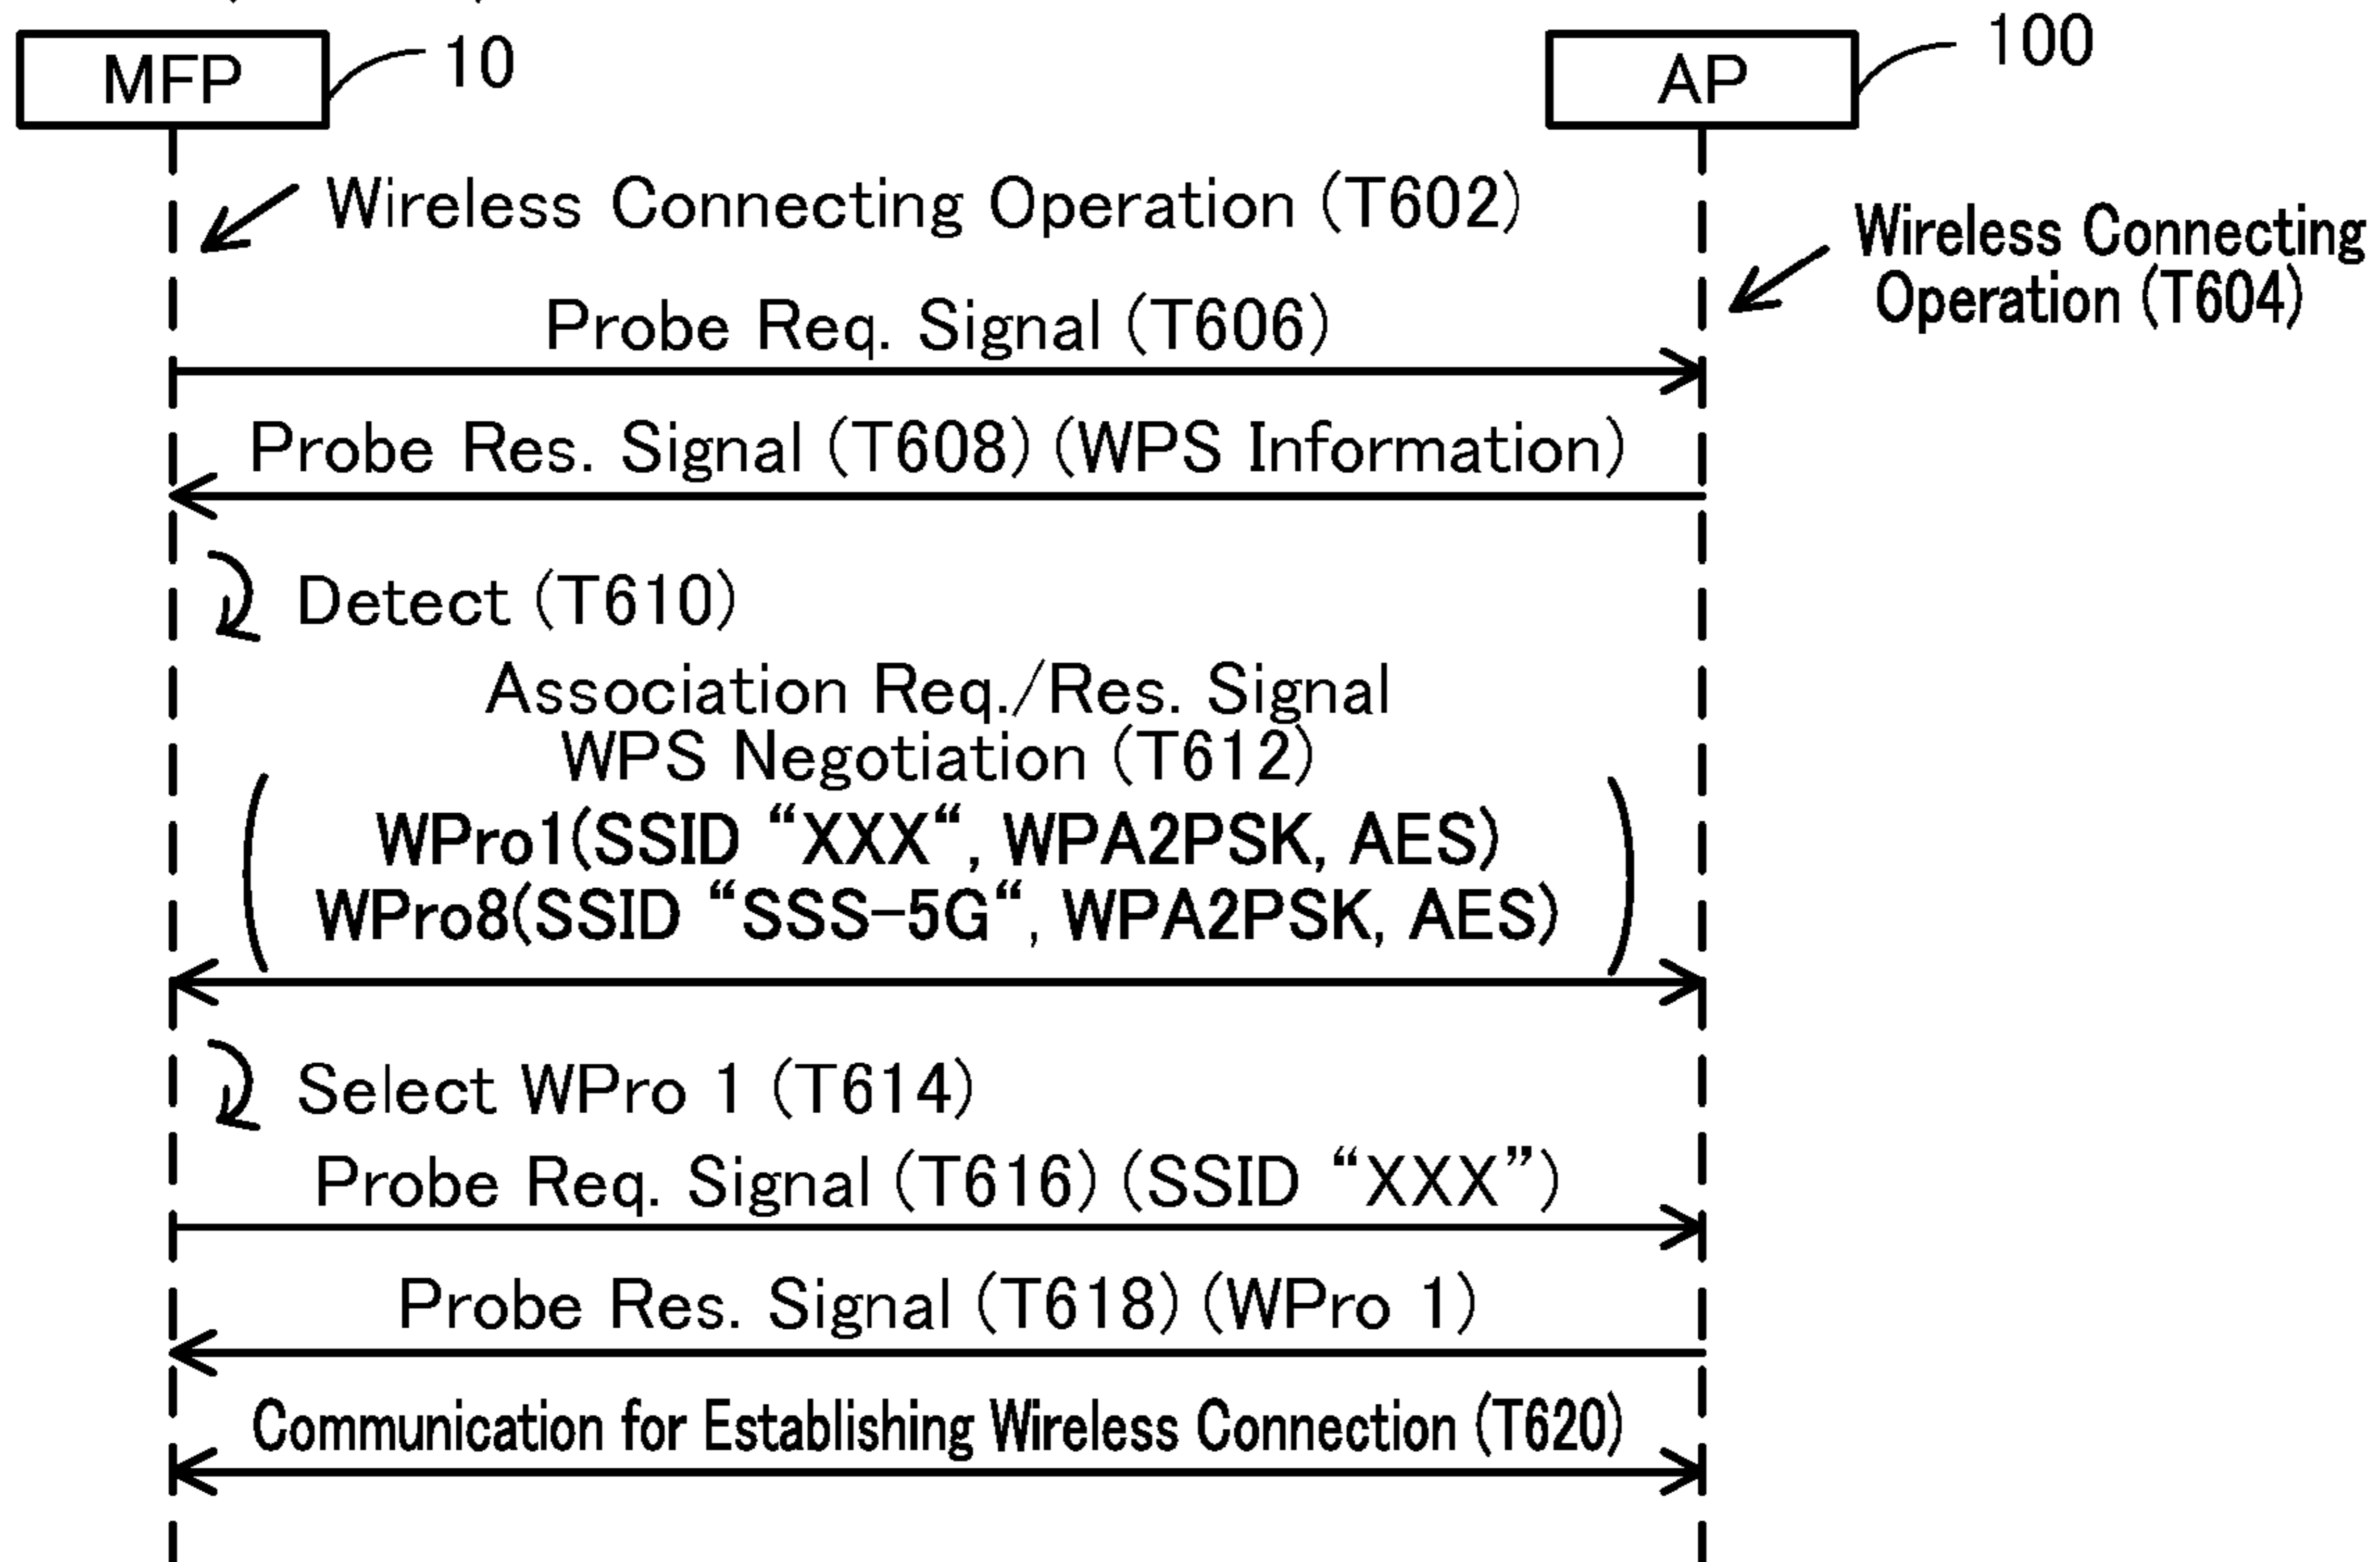 MFP
10
AP
100
Wireless Connecting Operation (T602)
Wireless Connecting
Operation (T604)
Probe Req. Signal (T606)
Probe Res. Signal (T608) (WPS Information)
Detect (T610)
Association Req./Res. Signal
WPS Negotiation (T612)
WPro1(SSID “XXX“, WPA2PSK, AES)
WPro8(SSID “SSS-5G“, WPA2PSK, AES)
Select WPro 1 (T614)
Probe Req. Signal (T616) (SSID “XXX”)
Probe Res. Signal (T618) (WPro 1)
Communication for Establishing Wireless Connection (T620)